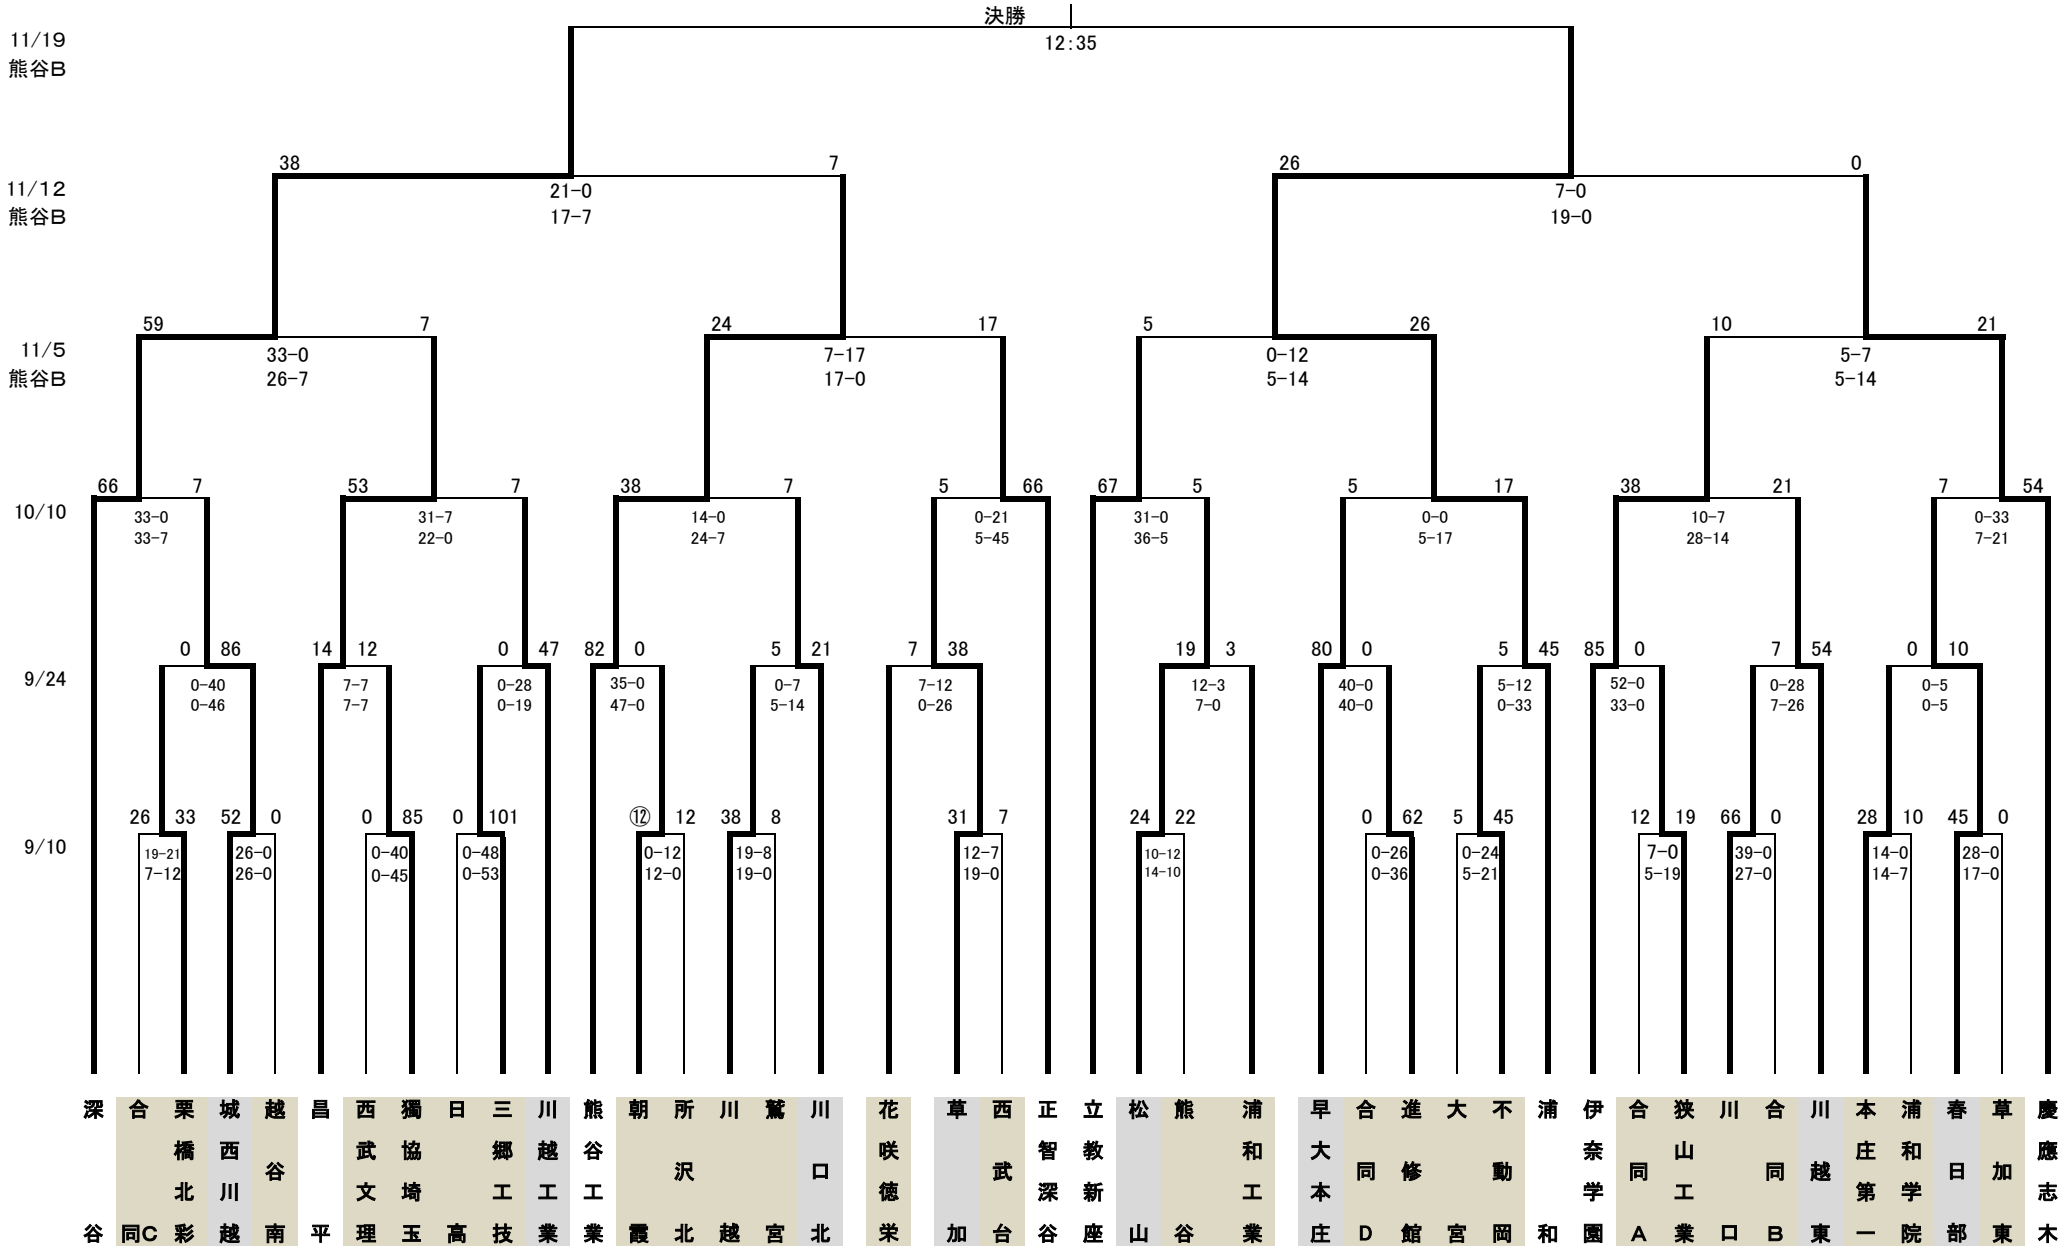 決勝
11/19
12:35
熊谷B
38 7 26 0
11/12
21-0 7-0
熊谷B
17-7 19-0
59 7 24 17 5 26 10 21
11/5
33-0 7-17 0-12 5-7
熊谷B
26-7 17-0 5-14 5-14
66 7 53 7 38 7 5 66 67 5 5 17 38 21 7 54
10/10
33-0 31-7 14-0 0-21 31-0 0-0 10-7 0-33
33-7 22-0 24-7 5-45 36-5 5-17 28-14 7-21
0 86 14 12 0 47 82 0 5 21 7 38 19 3 80 0 5 45 85 0 7 54 0 10
9/24
0-40 7-7 0-28 35-0 0-7 7-12 12-3 40-0 5-12 52-0 0-28 0-5
0-46 7-7 0-19 47-0 5-14 0-26 7-0 40-0 0-33 33-0 7-26 0-5
26 33 52 0 0 85 0 101 ⑫ 12 38 8 31 7 24 22 0 62 5 45 12 19 66 0 28 10 45 0
9/10
19-21 26-0 0-40 0-48 0-12 19-8 12-7 10-12 0-26 0-24 7-0 39-0 14-0 28-0
7-12 26-0 0-45 0-53 12-0 19-0 19-0 14-10 0-36 5-21 5-19 27-0 14-7 17-0
深谷
合同C
栗橋北彩
城西川越
越谷南
昌平
西武文理
獨協埼玉
日高
三郷工技
川越工業
熊谷工業
朝霞
所沢北
川越
鷲宮
川口北
花咲徳栄
草加
西武台
正智深谷
立教新座
松山
熊谷
浦和工業
早大本庄
合同D
進修館
大宮
不動岡
浦和
伊奈学園
合同A
狭山工業
川口
合同B
川越東
本庄第一
浦和学院
春日部
草加東
慶應志木